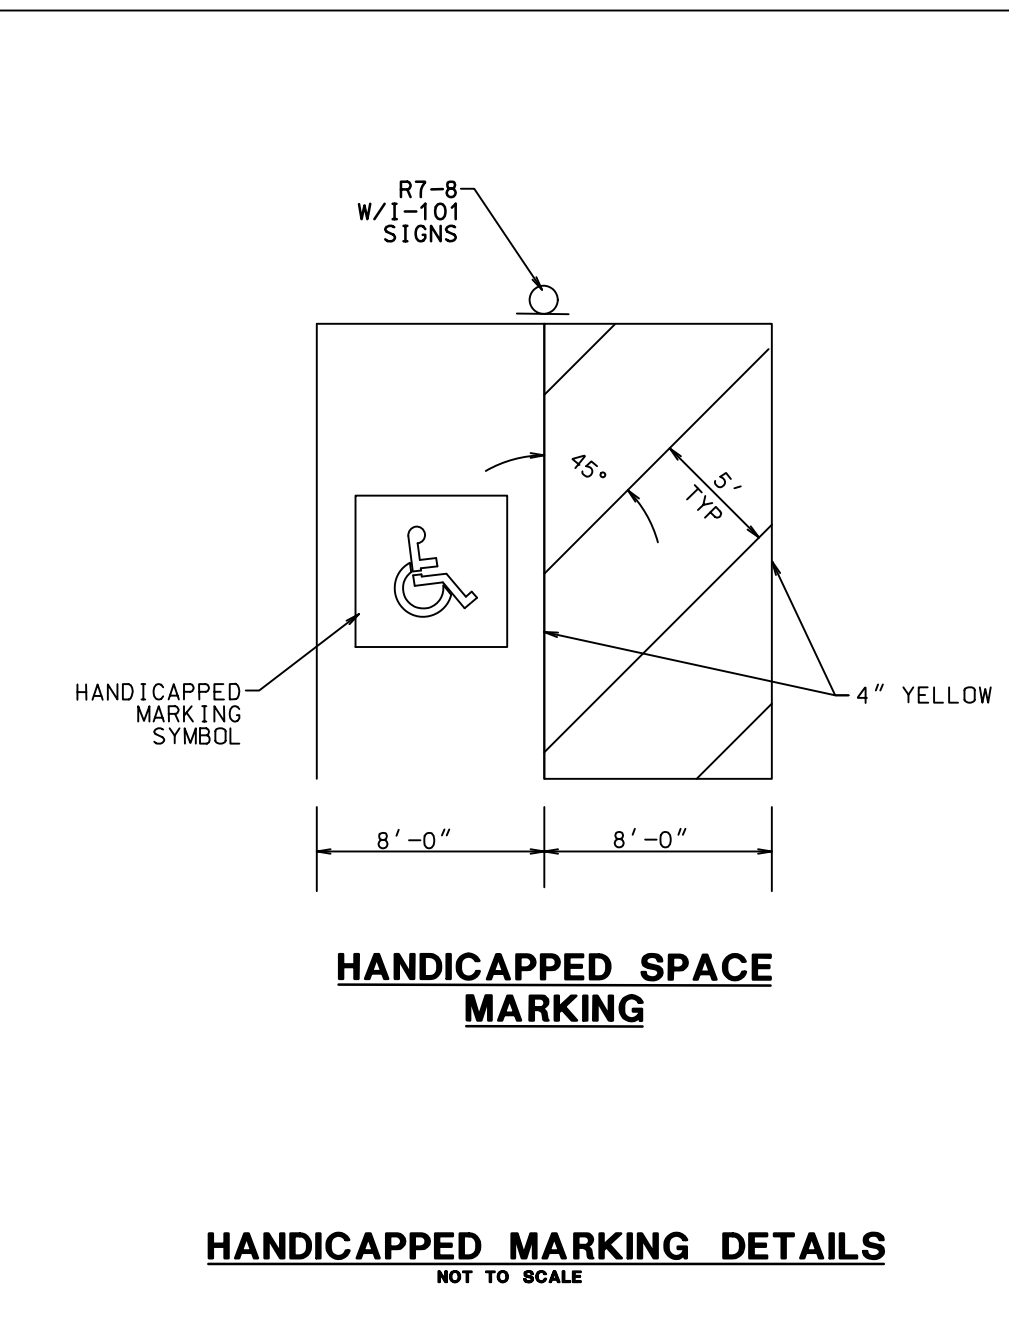 R7-8
W/I-101
SIGNS
45°
5'
TYP
HANDICAPPED
MARKING
SYMBOL
4" YELLOW
8'-0"
8'-0"
HANDICAPPED SPACE
MARKING
HANDICAPPED MARKING DETAILS
NOT TO SCALE